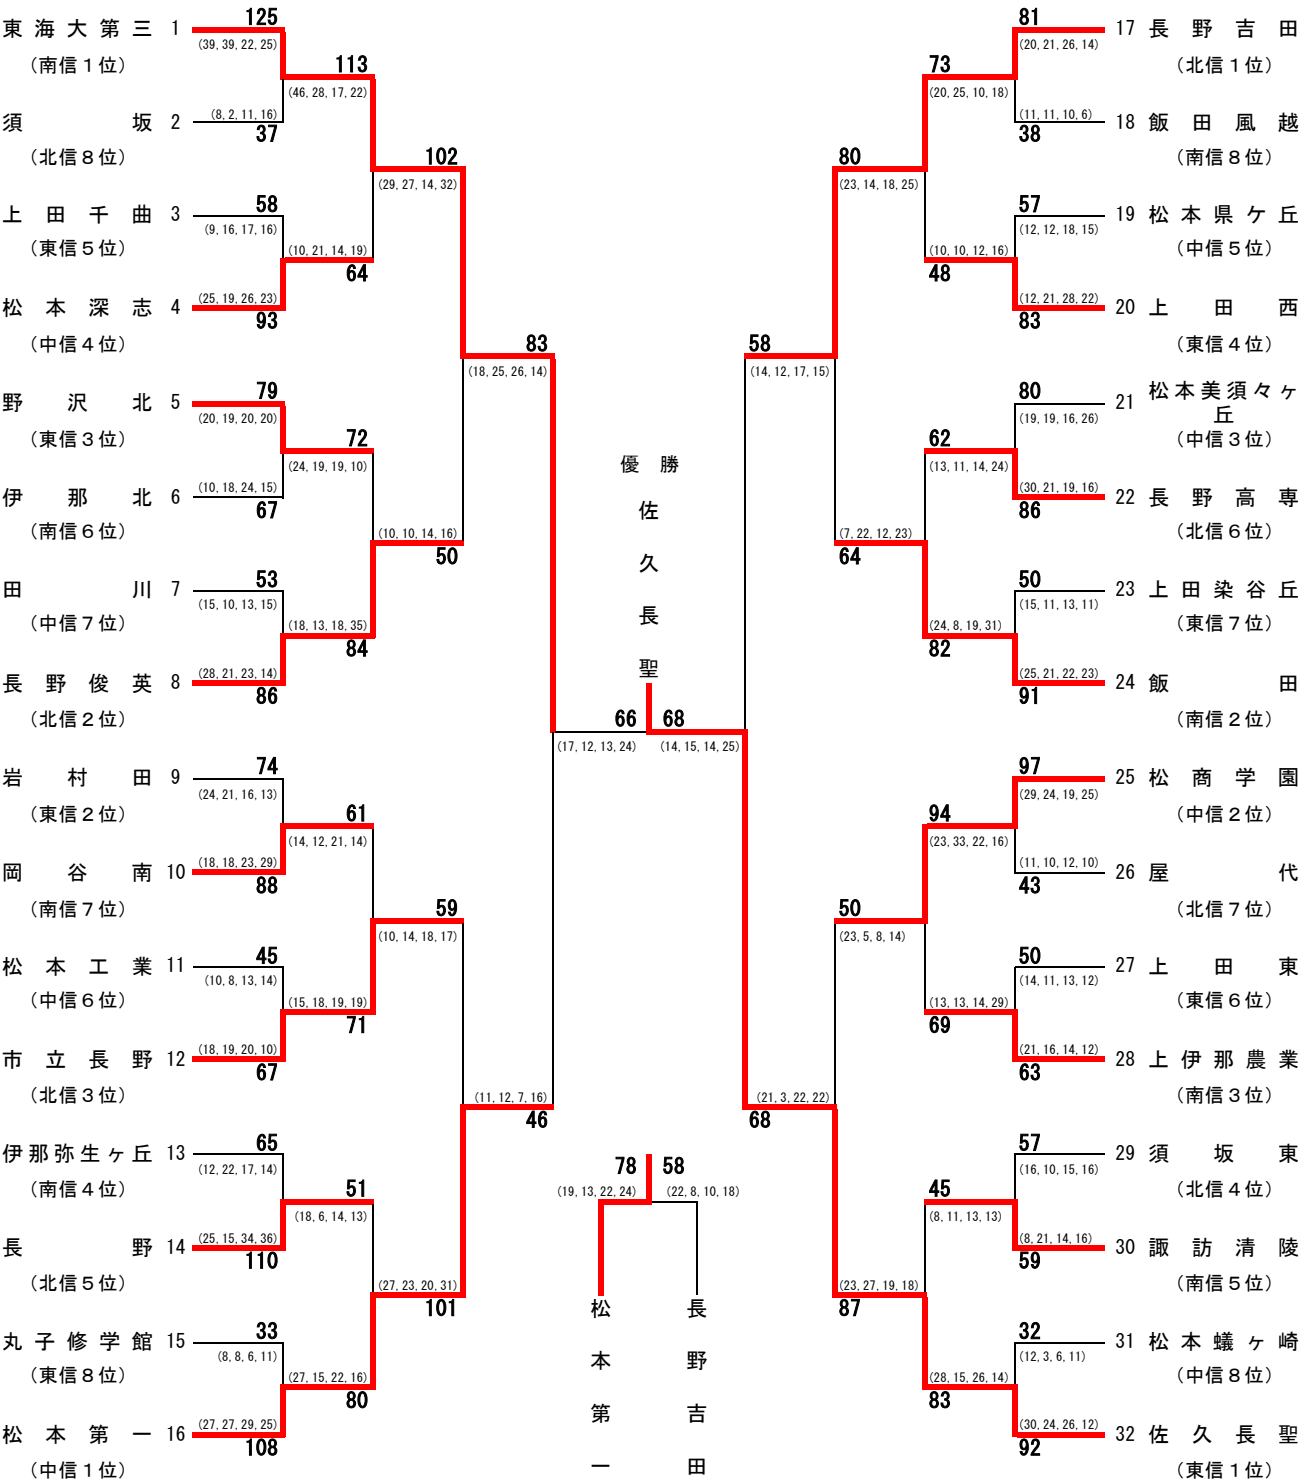 東海大第三 1 125 (39, 39, 22, 25)
(南信1位)
113 (46, 28, 17, 22)
須坂 2 (8, 2, 11, 16) 37
(北信8位)
102 (29, 27, 14, 32)
上田千曲 3 58 (9, 16, 17, 16)
(東信5位)
(10, 21, 14, 19) 64
松本深志 4 (25, 19, 26, 23) 93
(中信4位)
83 (18, 25, 26, 14)
野沢北 5 79 (20, 19, 20, 20)
(東信3位)
72 (24, 19, 19, 10)
伊那北 6 (10, 18, 24, 15) 67
(南信6位)
(10, 10, 14, 16) 50
田川 7 53 (15, 10, 13, 15)
(中信7位)
(18, 13, 18, 35) 84
長野俊英 8 (28, 21, 23, 14) 86
(北信2位)
岩村田 9 74 (24, 21, 16, 13)
(東信2位)
61 (14, 12, 21, 14)
岡谷南 10 (18, 18, 23, 29) 88
(南信7位)
59 (10, 14, 18, 17)
松本工業 11 45 (10, 8, 13, 14)
(中信6位)
(15, 18, 19, 19) 71
市立長野 12 (18, 19, 20, 10) 67
(北信3位)
(11, 12, 7, 16) 46
伊那弥生ヶ丘 13 65 (12, 22, 17, 14)
(南信4位)
51 (18, 6, 14, 13)
長野 14 (25, 15, 34, 36) 110
(北信5位)
(27, 23, 20, 31) 101
丸子修学館 15 33 (8, 8, 6, 11)
(東信8位)
(27, 15, 22, 16) 80
松本第一 16 (27, 27, 29, 25) 108
(中信1位)
優勝
佐久長聖
66 68
(17, 12, 13, 24) (14, 15, 14, 25)
78 58
(19, 13, 22, 24) (22, 8, 10, 18)
松本第一
長野吉田
81 (20, 21, 26, 14) 17 長野吉田
(北信1位)
73 (20, 25, 10, 18)
(11, 11, 10, 6) 38 18 飯田風越
(南信8位)
80 (23, 14, 18, 25)
57 (12, 12, 18, 15) 19 松本県ケ丘
(中信5位)
(10, 10, 12, 16) 48
(12, 21, 28, 22) 83 20 上田西
(東信4位)
58 (14, 12, 17, 15)
80 (19, 19, 16, 26) 21 松本美須々ヶ
丘
(中信3位)
62 (13, 11, 14, 24)
(30, 21, 19, 16) 86 22 長野高専
(北信6位)
(7, 22, 12, 23) 64
50 (15, 11, 13, 11) 23 上田染谷丘
(東信7位)
(24, 8, 19, 31) 82
(25, 21, 22, 23) 91 24 飯田
(南信2位)
97 (29, 24, 19, 25) 25 松商学園
(中信2位)
94 (23, 33, 22, 16)
(11, 10, 12, 10) 43 26 屋代
(北信7位)
50 (23, 5, 8, 14)
50 (14, 11, 13, 12) 27 上田東
(東信6位)
(13, 13, 14, 29) 69
(21, 16, 14, 12) 63 28 上伊那農業
(南信3位)
(21, 3, 22, 22) 68
57 (16, 10, 15, 16) 29 須坂東
(北信4位)
45 (8, 11, 13, 13)
(8, 21, 14, 16) 59 30 諏訪清陵
(南信5位)
(23, 27, 19, 18) 87
32 (12, 3, 6, 11) 31 松本蟻ヶ崎
(中信8位)
(28, 15, 26, 14) 83
(30, 24, 26, 12) 92 32 佐久長聖
(東信1位)